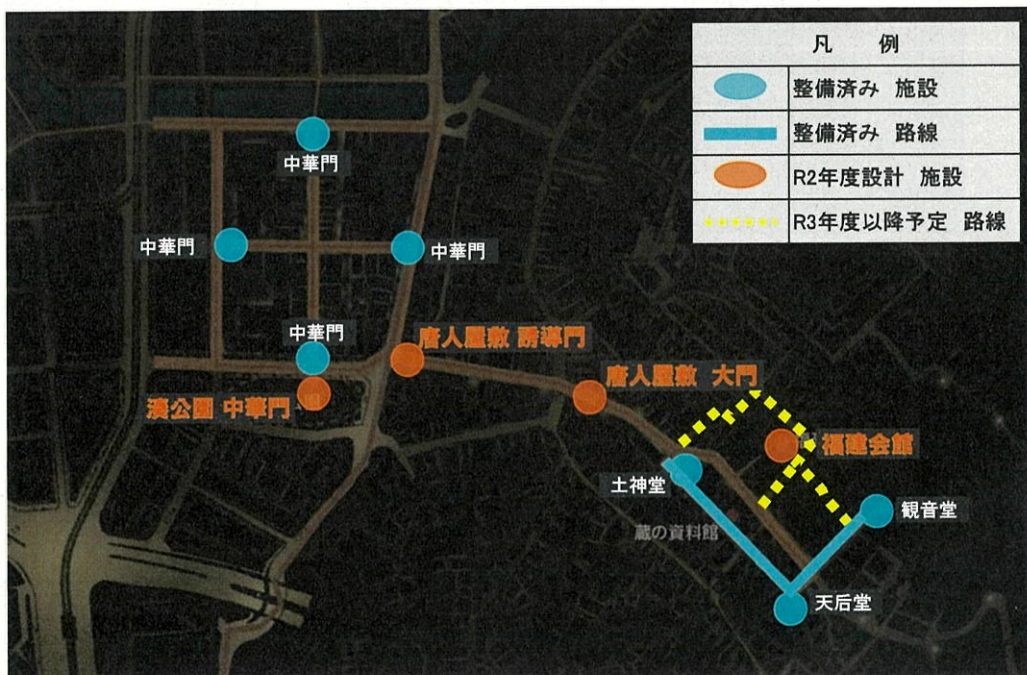 凡　例
整備済み 施設
整備済み 路線
R2年度設計 施設
R3年度以降予定 路線
中華門
中華門
中華門
中華門
唐人屋敷 誘導門
湊公園 中華門
唐人屋敷 大門
福建会館
土神堂
観音堂
蔵の資料館
天后堂